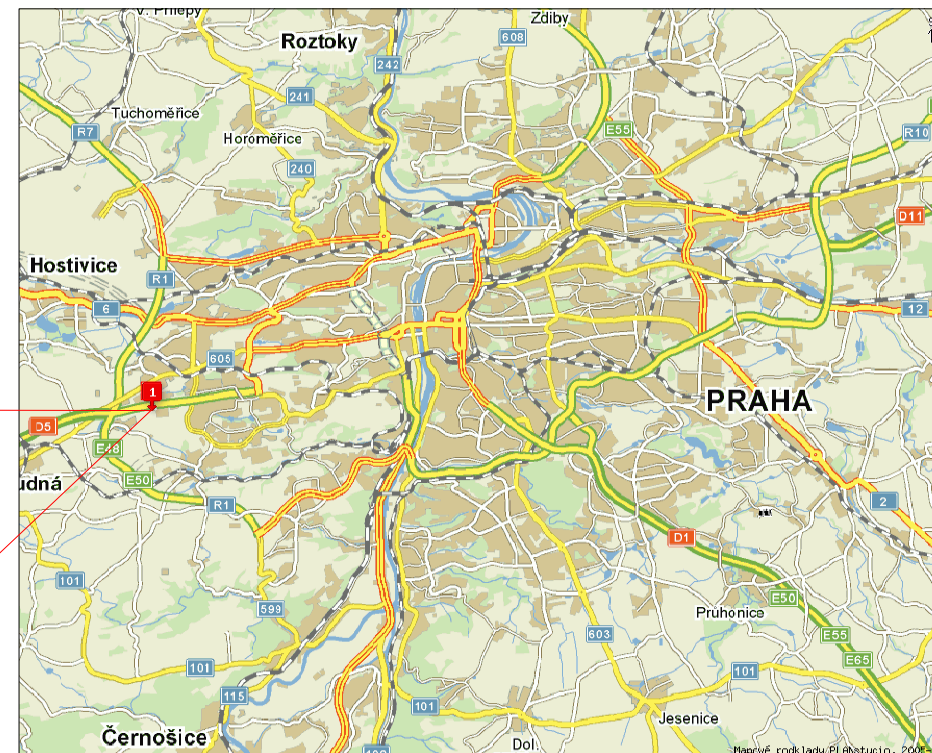 V. Přílepy
Zdiby
Roztoky
608
242
241
Tuchoměřice
E55
R7
R10
Horoměřice
240
D11
Hostivice
R1
6
12
605
1
PRAHA
D5
E48
E50
udná
R1
2
D1
101
E50
599
Průhonice
603
E55
E65
101
101
115
101
Jesenice
Černošice
Dol
Mapové podklady PLANstudio, 2005-